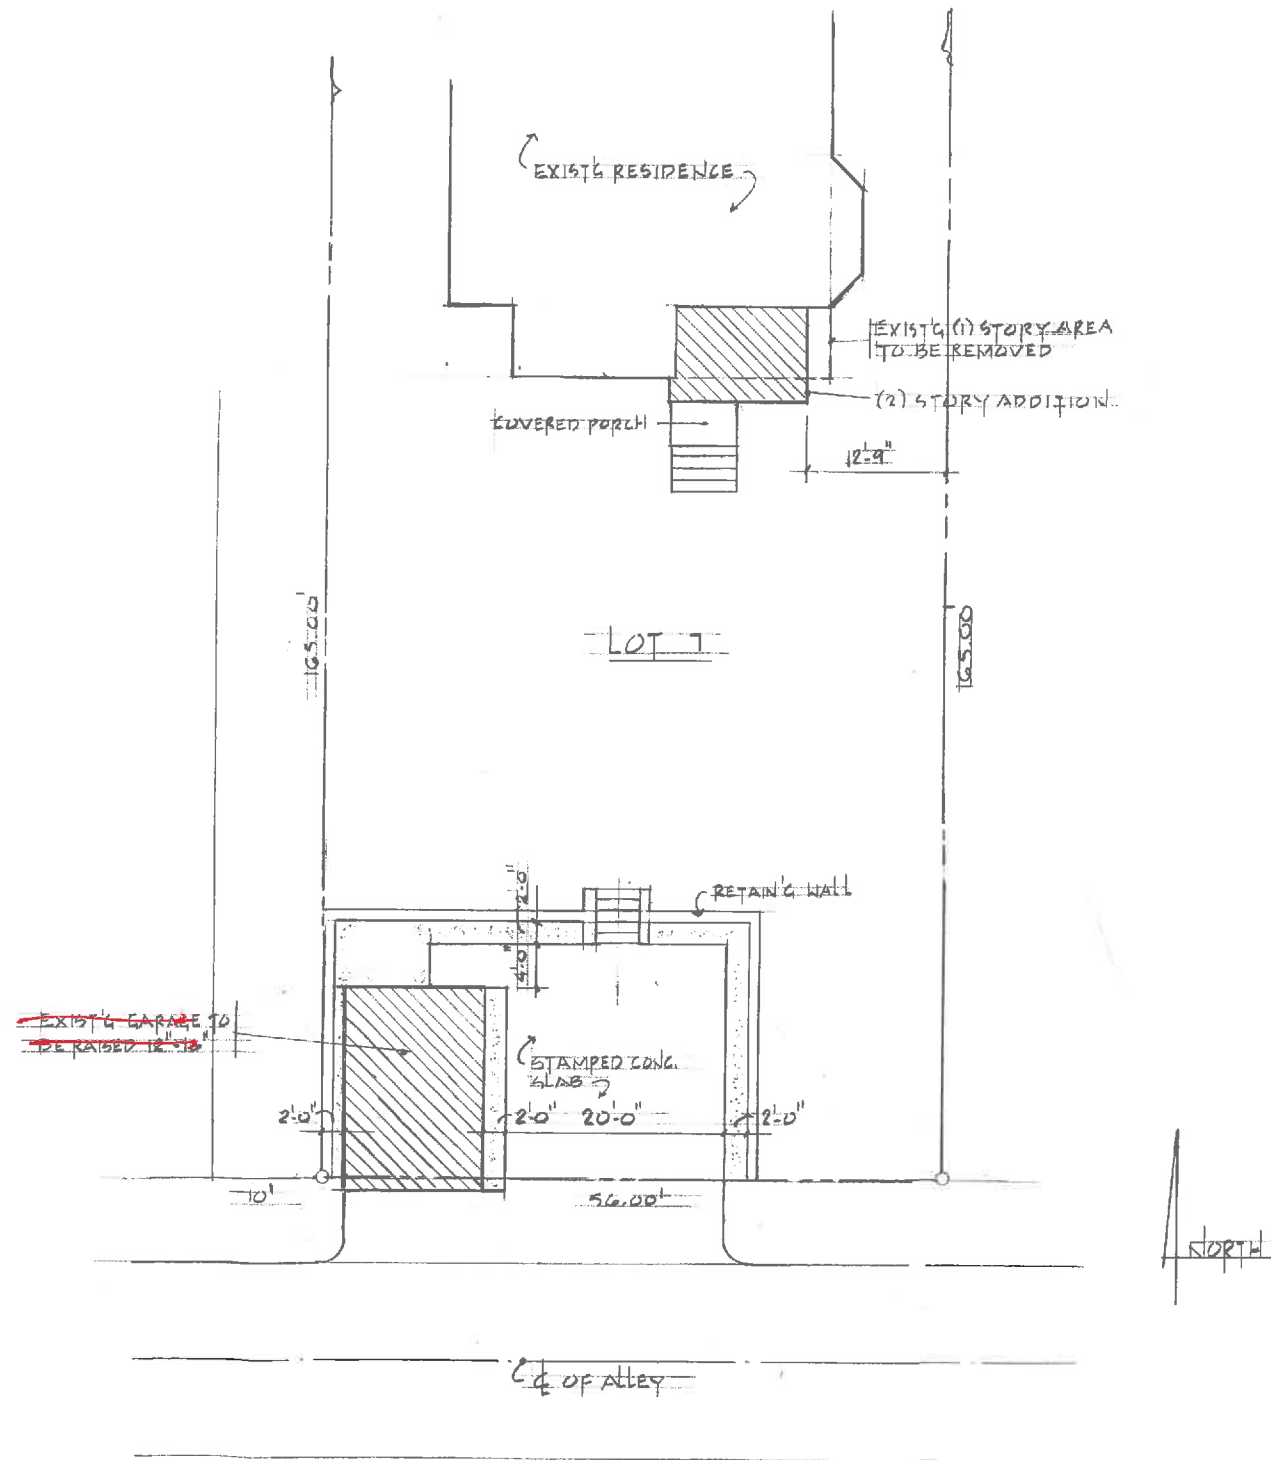 EXIST'G RESIDENCE
EXIST'G (1) STORY AREA
TO BE REMOVED
(2) STORY ADDITION
COVERED PORCH
12'-9"
165.00'
LOT 7
165.00
2'-0"
RETAIN'G WALL
4'-0"
EXIST'G GARAGE TO
BE RAISED 12"-18"
STAMPED CONC.
SLAB
2'-0"
2'-0"
20'-0"
2'-0"
10'
56.00'
NORTH
℄ OF ALLEY